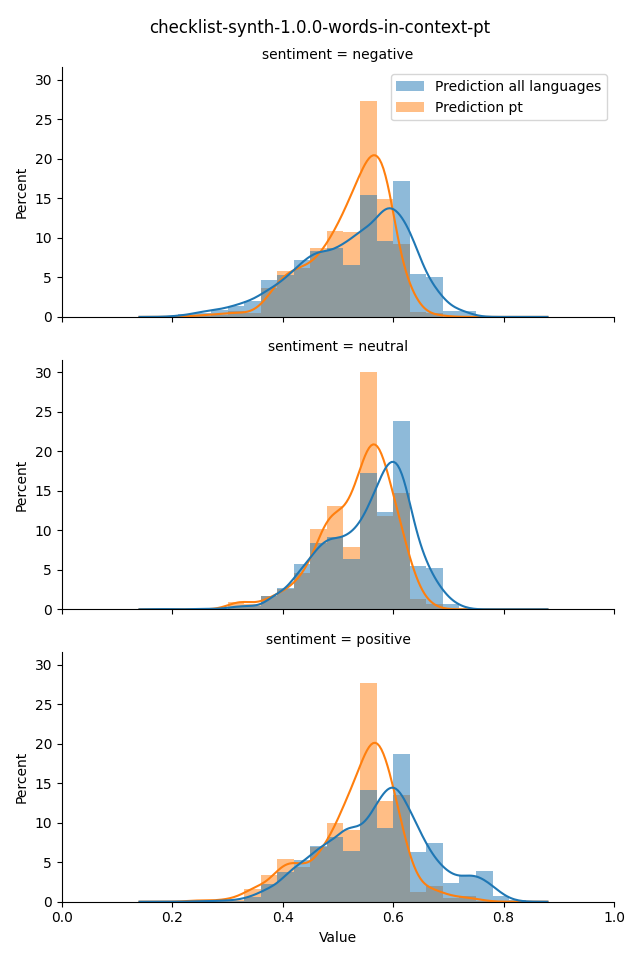 checklist-synth-1.0.0-words-in-context-pt
sentiment = negative
Prediction all languages
Prediction pt
30
25
20
15
10
5
0
Percent
sentiment = neutral
30
25
20
15
10
5
0
Percent
sentiment = positive
30
25
20
15
10
5
0
Percent
0.0 0.2 0.4 0.6 0.8 1.0
Value